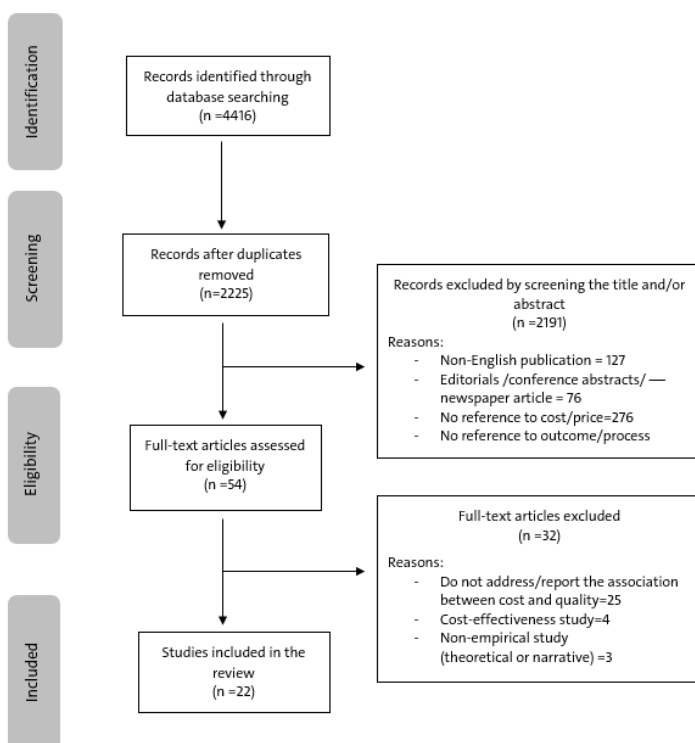 Identification
Records identified through
database searching
(n =4416)
Screening
Records after duplicates
removed
(n=2225)
Records excluded by screening the title and/or
abstract
(n =2191)
Reasons:
- Non-English publication = 127
- Editorials /conference abstracts/ —
newspaper article = 76
- No reference to cost/price=276
- No reference to outcome/process
Eligibility
Full-text articles assessed
for eligibility
(n =54)
Full-text articles excluded
(n =32)
Reasons:
- Do not address/report the association
between cost and quality=25
- Cost-effectiveness study=4
- Non-empirical study
(theoretical or narrative) =3
Included
Studies included in the
review
(n =22)